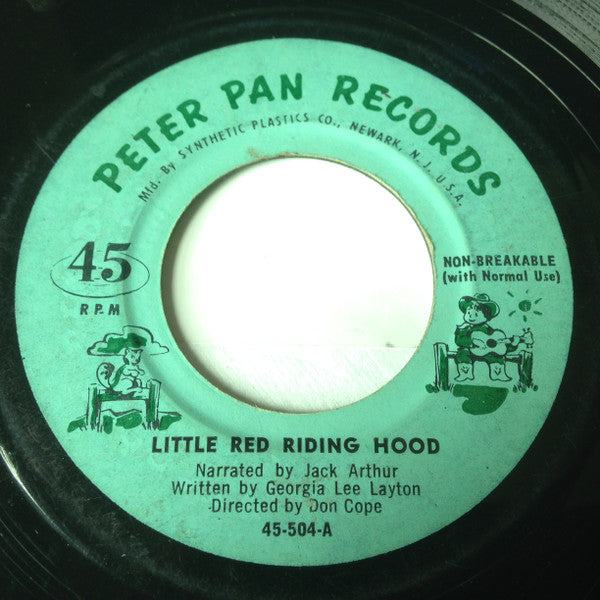 PETER PAN RECORDS
Mfd. By SYNTHETIC PLASTICS CO., NEWARK, N. J. U.S.A.
45
RPM
NON-BREAKABLE
(with Normal Use)
LITTLE RED RIDING HOOD
Narrated by Jack Arthur
Written by Georgia Lee Layton
Directed by Don Cope
45-504-A